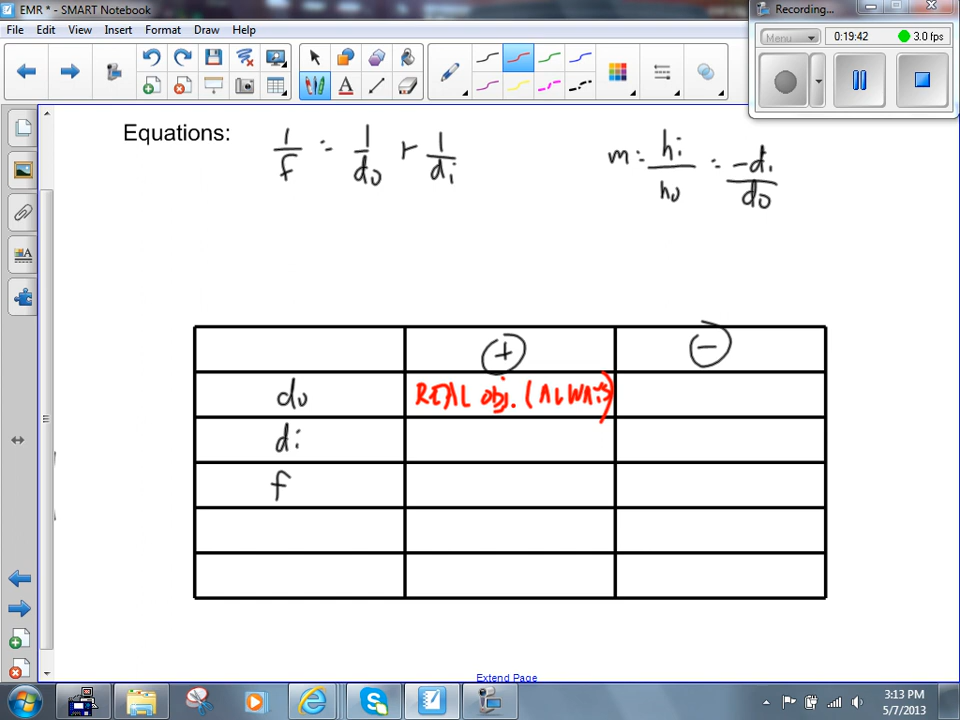 EMR * - SMART Notebook
Recording...
File Edit View Insert Format Draw Help
Menu
0:19:42
3.0 fps
Equations:
1/f = 1/do + 1/di
m = hi/ho = -di/do
+ -
do REAL obj. (ALWAYS)
di
f
Extend Page
3:13 PM
5/7/2013